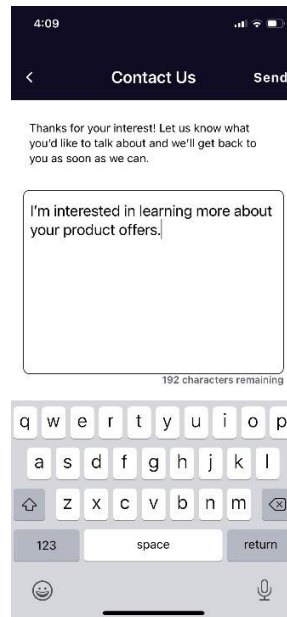 4:09
Contact Us
Send
Thanks for your interest! Let us know what
you'd like to talk about and we'll get back to
you as soon as we can.
I'm interested in learning more about
your product offers.
192 characters remaining
q w e r t y u i o p
a s d f g h j k l
z x c v b n m
123 space return